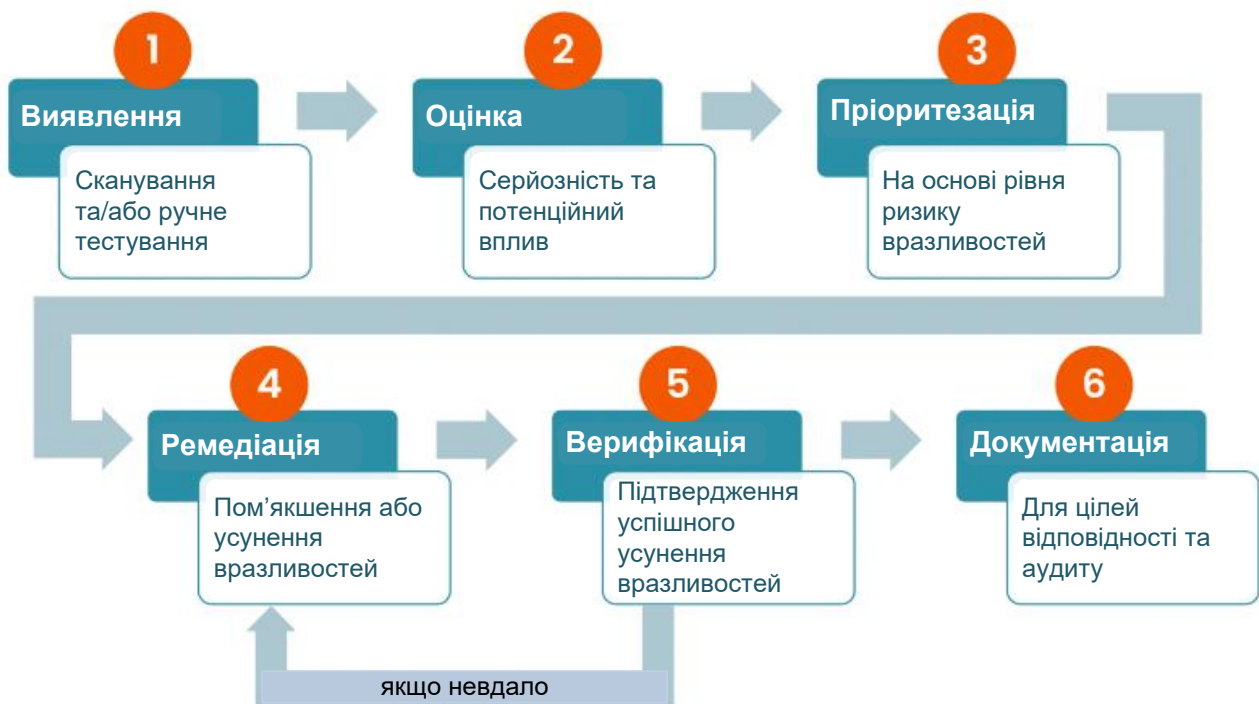 1
Виявлення
Сканування
та/або ручне
тестування
2
Оцінка
Серйозність та
потенційний
вплив
3
Пріоритезація
На основі рівня
ризику
вразливостей
4
Ремедіація
Пом’якшення або
усунення
вразливостей
5
Верифікація
Підтвердження
успішного
усунення
вразливостей
6
Документація
Для цілей
відповідності та
аудиту
якщо невдало